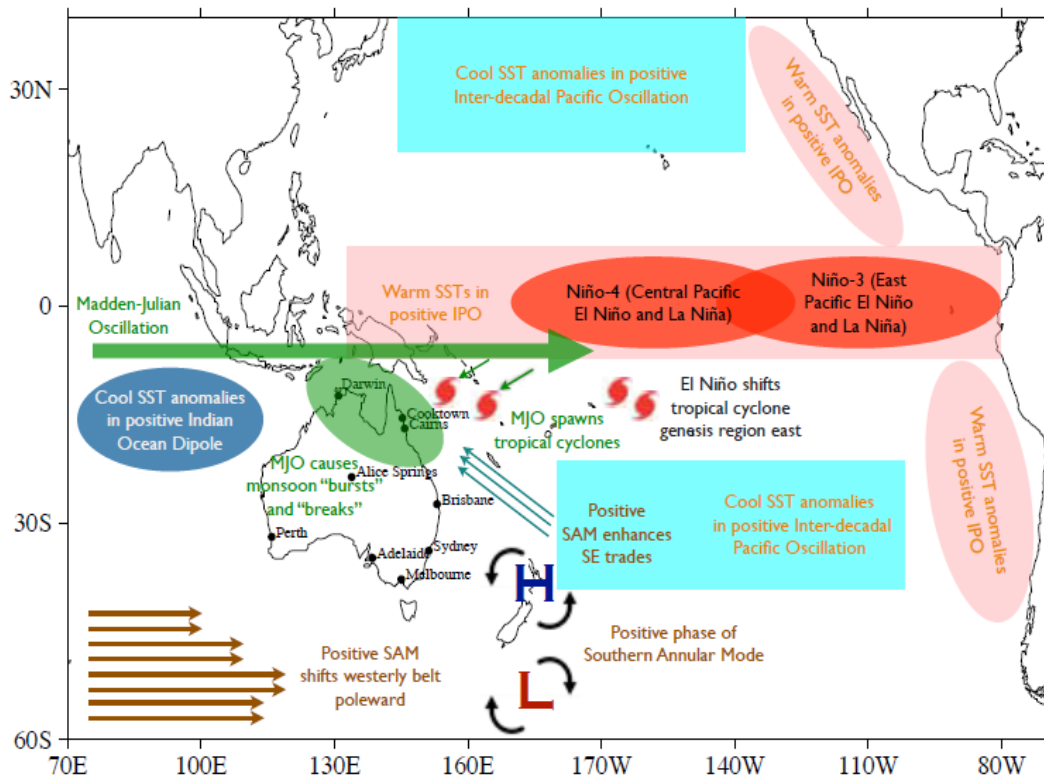 Cool SST anomalies in positive
Inter-decadal Pacific Oscillation
Warm SST anomalies
in positive IPO
30N
Madden-Julian
Oscillation
0
Warm SSTs in
positive IPO
Niño-4 (Central Pacific
El Niño and La Niña)
Niño-3 (East
Pacific El Niño
and La Niña)
Cool SST anomalies
in positive Indian
Ocean Dipole
Darwin
Cooktown
Cairns
MJO spawns
tropical cyclones
El Niño shifts
tropical cyclone
genesis region east
MJO causes
monsoon “bursts”
and “breaks”
Alice Springs
Brisbane
Perth
Adelaide
Sydney
Melbourne
30S
Positive
SAM enhances
SE trades
Cool SST anomalies
in positive Inter-decadal
Pacific Oscillation
Warm SST anomalies
in positive IPO
H
L
Positive phase of
Southern Annular Mode
Positive SAM
shifts westerly belt
poleward
60S
70E 100E 130E 160E 170W 140W 110W 80W